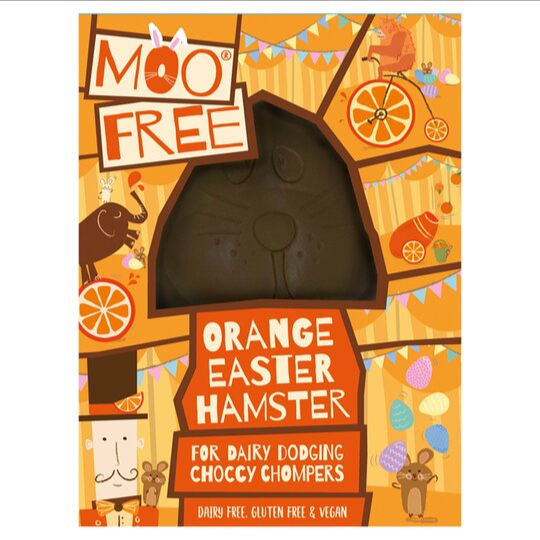 MOO®
FREE
ORANGE
EASTER
HAMSTER
FOR DAIRY DODGING
CHOCCY CHOMPERS
DAIRY FREE, GLUTEN FREE & VEGAN